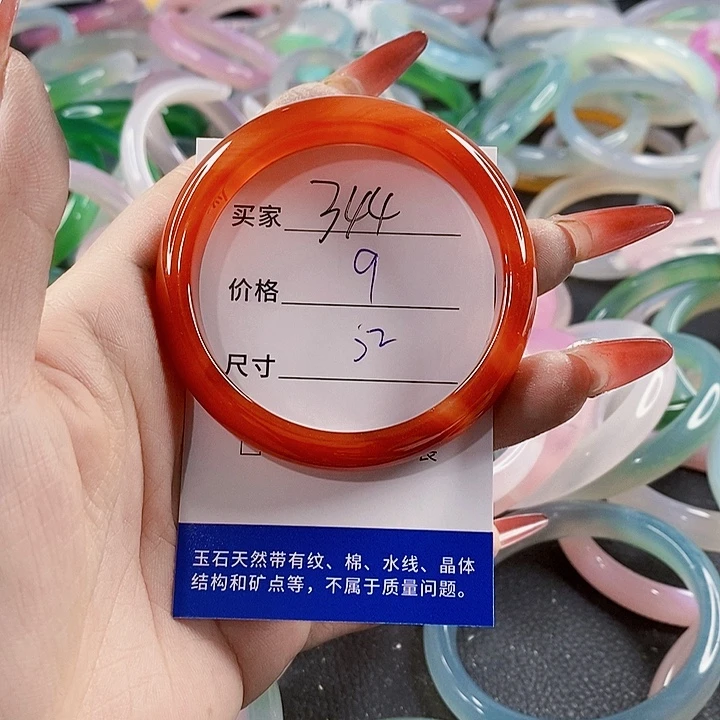 买家 344
价格 9
尺寸 52
玉石天然带有纹、棉、水线、晶体
结构和矿点等，不属于质量问题。